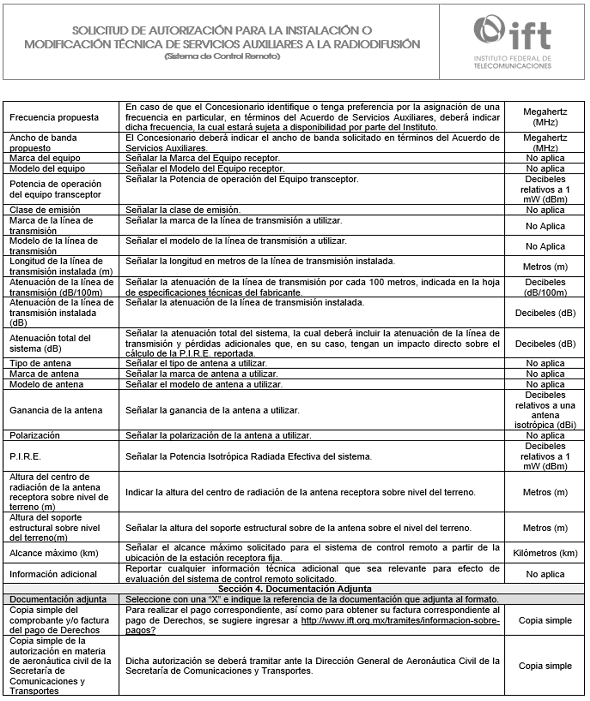 SOLICITUD DE AUTORIZACIÓN PARA LA INSTALACIÓN O
MODIFICACIÓN TÉCNICA DE SERVICIOS AUXILIARES A LA RADIODIFUSIÓN
(Sistema de Control Remoto)
ift
INSTITUTO FEDERAL DE
TELECOMUNICACIONES
Frecuencia propuesta
En caso de que el Concesionario identifique o tenga preferencia por la asignación de una
frecuencia en particular, en términos del Acuerdo de Servicios Auxiliares, deberá indicar
dicha frecuencia, la cual estará sujeta a disponibilidad por parte del Instituto.
Megahertz
(MHz)
Ancho de banda
propuesto
El Concesionario deberá indicar el ancho de banda solicitado en términos del Acuerdo de
Servicios Auxiliares.
Megahertz
(MHz)
Marca del equipo
Señalar la Marca del Equipo receptor.
No aplica
Modelo del equipo
Señalar el Modelo del Equipo receptor.
No aplica
Potencia de operación
del equipo transceptor
Señalar la Potencia de operación del Equipo transceptor.
Decibeles
relativos a 1
mW (dBm)
Clase de emisión
Señalar la clase de emisión.
No aplica
Marca de la línea de
transmisión
Señalar la marca de la línea de transmisión a utilizar.
No Aplica
Modelo de la línea de
transmisión
Señalar el modelo de la línea de transmisión a utilizar.
No Aplica
Longitud de la línea de
transmisión instalada (m)
Señalar la longitud en metros de la línea de transmisión instalada.
Metros (m)
Atenuación de la línea de
transmisión (dB/100m)
Señalar la atenuación de la línea de transmisión por cada 100 metros, indicada en la hoja
de especificaciones técnicas del fabricante.
Decibeles
(dB/100m)
Atenuación de la línea de
transmisión instalada
(dB)
Señalar la atenuación de la línea de transmisión instalada.
Decibeles (dB)
Atenuación total del
sistema (dB)
Señalar la atenuación total del sistema, la cual deberá incluir la atenuación de la línea de
transmisión y pérdidas adicionales que, en su caso, tengan un impacto directo sobre el
cálculo de la P.I.R.E. reportada.
Decibeles (dB)
Tipo de antena
Señalar el tipo de antena a utilizar.
No aplica
Marca de antena
Señalar la marca de antena a utilizar.
No aplica
Modelo de antena
Señalar el modelo de antena a utilizar.
No aplica
Ganancia de la antena
Señalar la ganancia de la antena a utilizar.
Decibeles
relativos a una
antena
isotrópica (dBi)
Polarización
Señalar la polarización de la antena a utilizar.
No aplica
P.I.R.E.
Señalar la Potencia Isotrópica Radiada Efectiva del sistema.
Decibeles
relativos a 1
mW (dBm)
Altura del centro de
radiación de la antena
receptora sobre nivel de
terreno (m)
Indicar la altura del centro de radiación de la antena receptora sobre nivel del terreno.
Metros (m)
Altura del soporte
estructural sobre nivel
del terreno(m)
Señalar la altura del soporte estructural sobre de la antena sobre el nivel del terreno.
Metros (m)
Alcance máximo (km)
Señalar el alcance máximo solicitado para el sistema de control remoto a partir de la
ubicación de la estación receptora fija.
Kilómetros (km)
Información adicional
Reportar cualquier información técnica adicional que sea relevante para efecto de
evaluación del sistema de control remoto solicitado.
No aplica
Sección 4. Documentación Adjunta
Documentación adjunta
Seleccione con una "X" e indique la referencia de la documentación que adjunta al formato.
Copia simple del
comprobante y/o factura
del pago de Derechos
Para realizar el pago correspondiente, así como para obtener su factura correspondiente al
pago de Derechos, se sugiere ingresar a http://www.ift.org.mx/tramites/informacion-sobre-
pagos?
Copia simple
Copia simple de la
autorización en materia
de aeronáutica civil de la
Secretaría de
Comunicaciones y
Transportes
Dicha autorización se deberá tramitar ante la Dirección General de Aeronáutica Civil de la
Secretaría de Comunicaciones y Transportes.
Copia simple